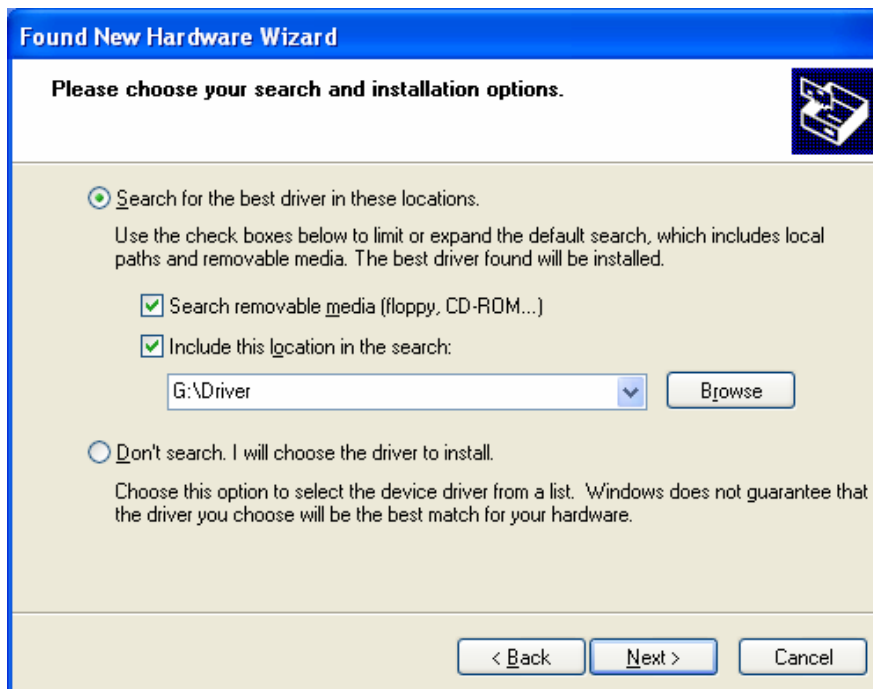 Found New Hardware Wizard
Please choose your search and installation options.
Search for the best driver in these locations.
Use the check boxes below to limit or expand the default search, which includes local
paths and removable media. The best driver found will be installed.
Search removable media (floppy, CD-ROM...)
Include this location in the search:
G:\Driver
Browse
Don't search. I will choose the driver to install.
Choose this option to select the device driver from a list. Windows does not guarantee that
the driver you choose will be the best match for your hardware.
< Back Next > Cancel